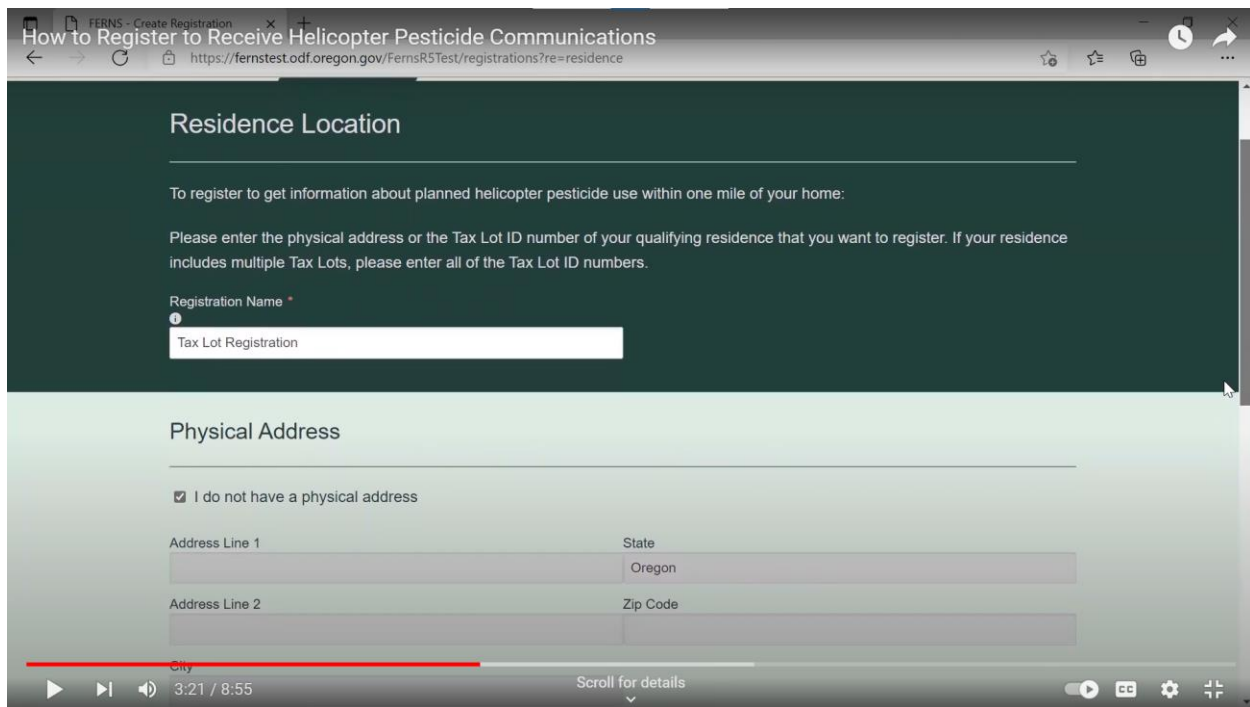 FERNS - Create Registration
How to Register to Receive Helicopter Pesticide Communications
https://fernstest.odf.oregon.gov/FernsR5Test/registrations?re=residence
Residence Location
To register to get information about planned helicopter pesticide use within one mile of your home:
Please enter the physical address or the Tax Lot ID number of your qualifying residence that you want to register. If your residence
includes multiple Tax Lots, please enter all of the Tax Lot ID numbers.
Registration Name *
Tax Lot Registration
Physical Address
I do not have a physical address
Address Line 1 State
Oregon
Address Line 2 Zip Code
City
3:21 / 8:55 Scroll for details CC